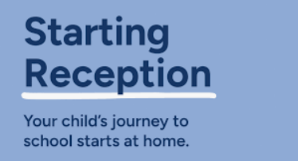 Starting
Reception
Your child's journey to
school starts at home.